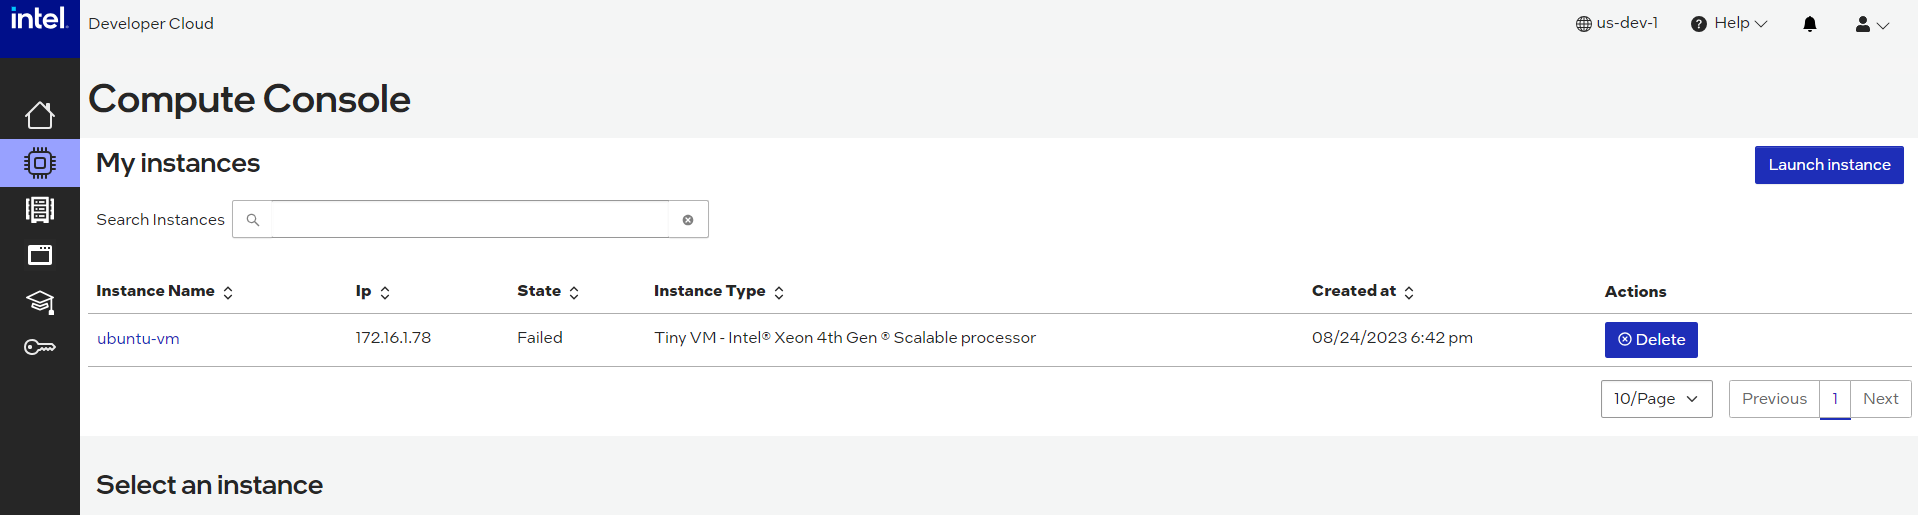 intel.
Developer Cloud
us-dev-1
Help
Compute Console
My instances
Launch instance
Search Instances
Instance Name Ip State Instance Type Created at Actions
ubuntu-vm 172.16.1.78 Failed Tiny VM - Intel® Xeon 4th Gen ® Scalable processor 08/24/2023 6:42 pm Delete
10/Page Previous 1 Next
Select an instance